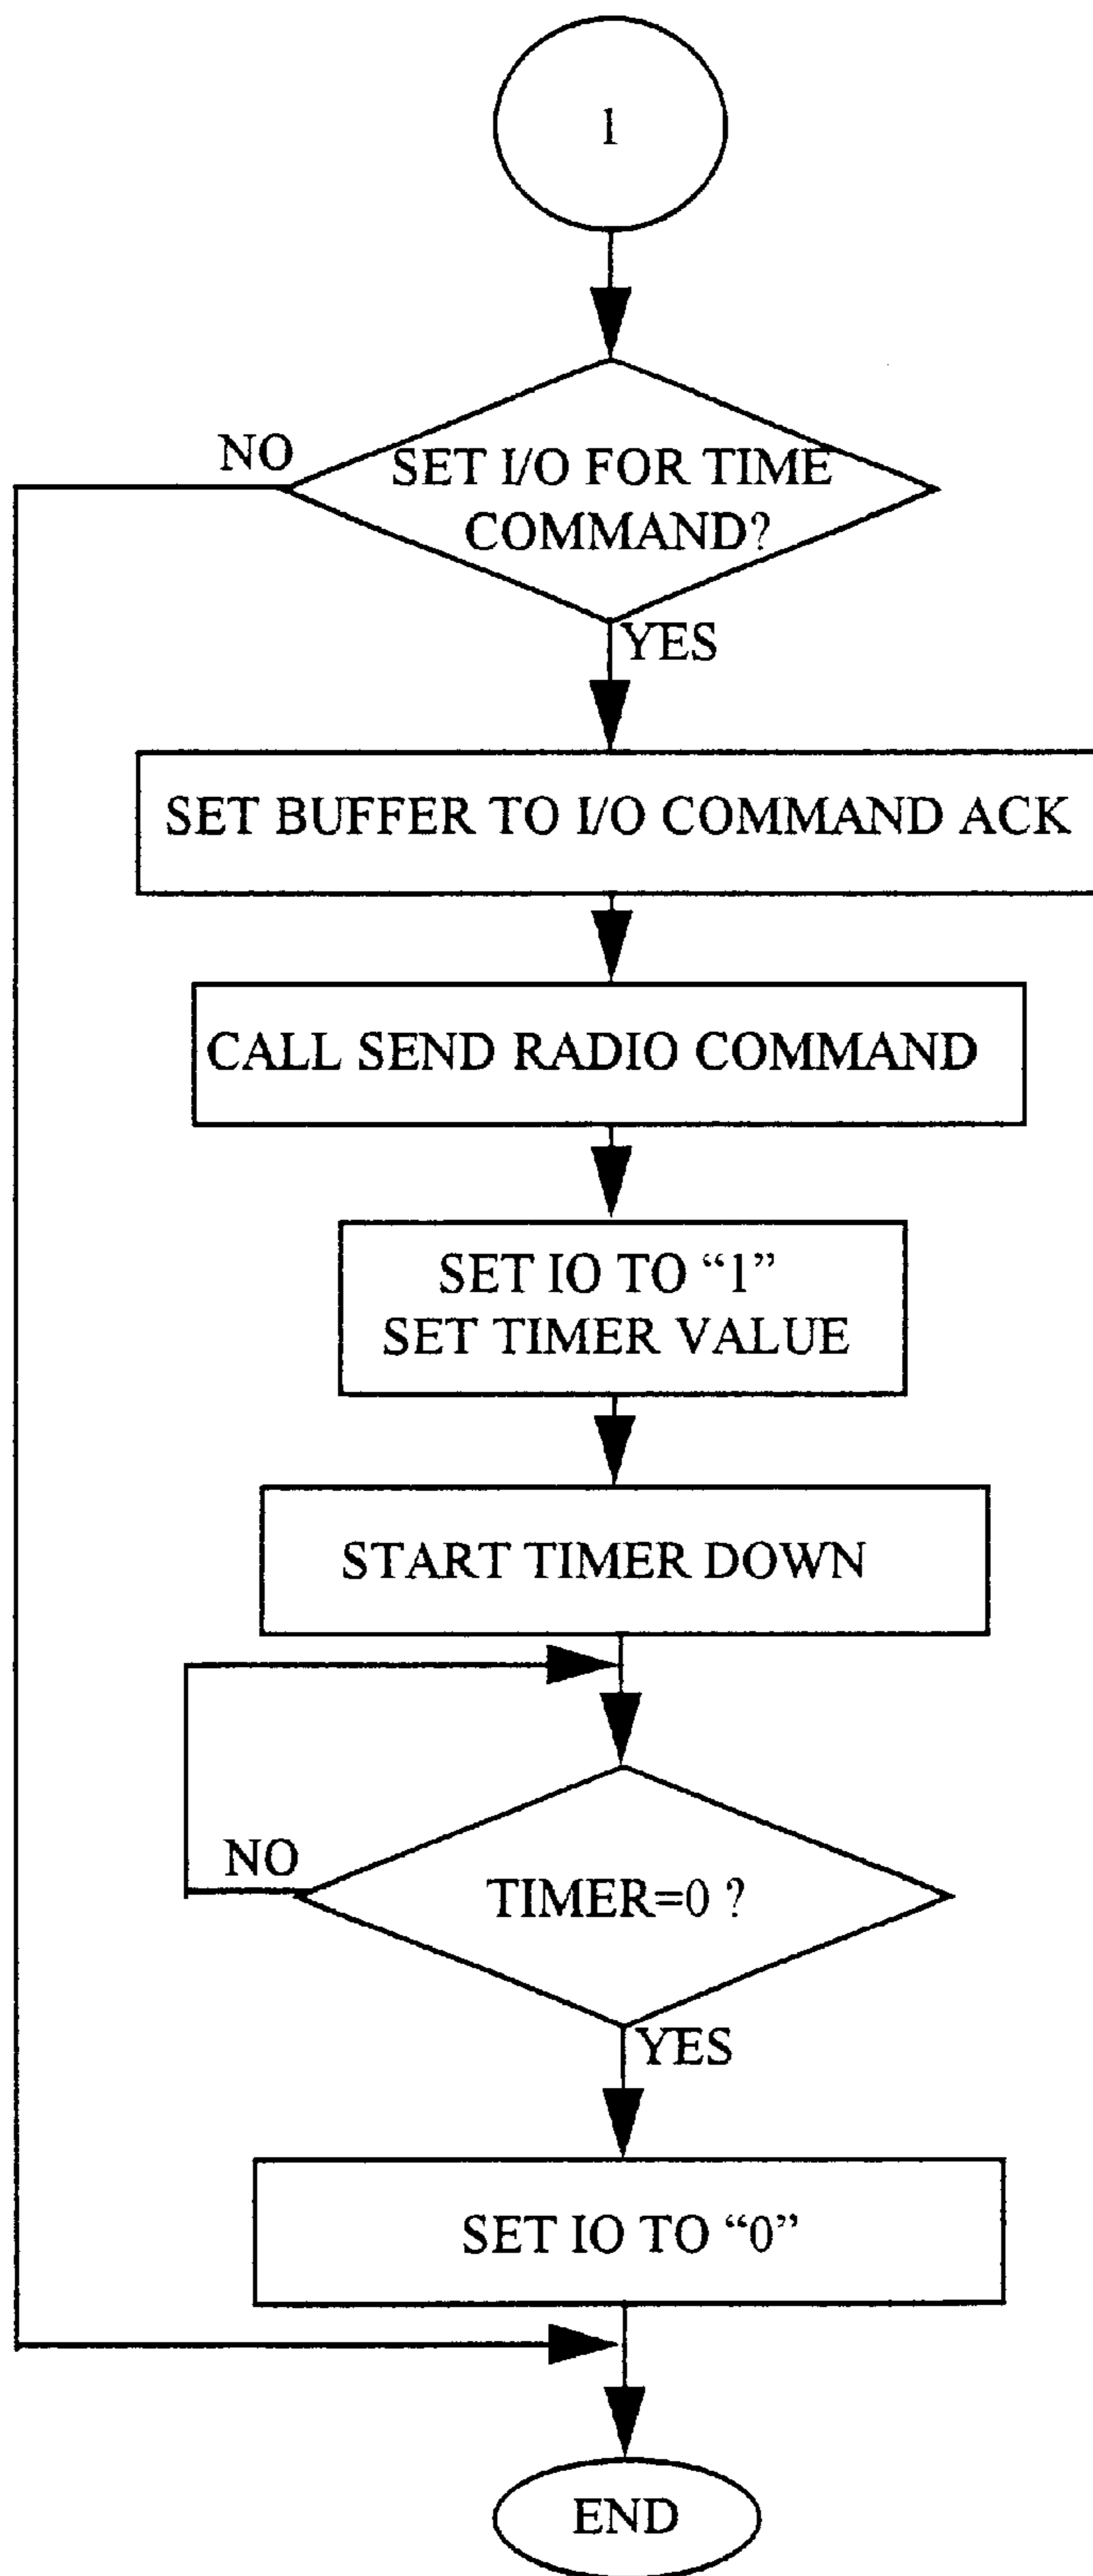 1
NO
SET I/O FOR TIME
COMMAND?
YES
SET BUFFER TO I/O COMMAND ACK
CALL SEND RADIO COMMAND
SET IO TO “1”
SET TIMER VALUE
START TIMER DOWN
NO
TIMER=0 ?
YES
SET IO TO “0”
END